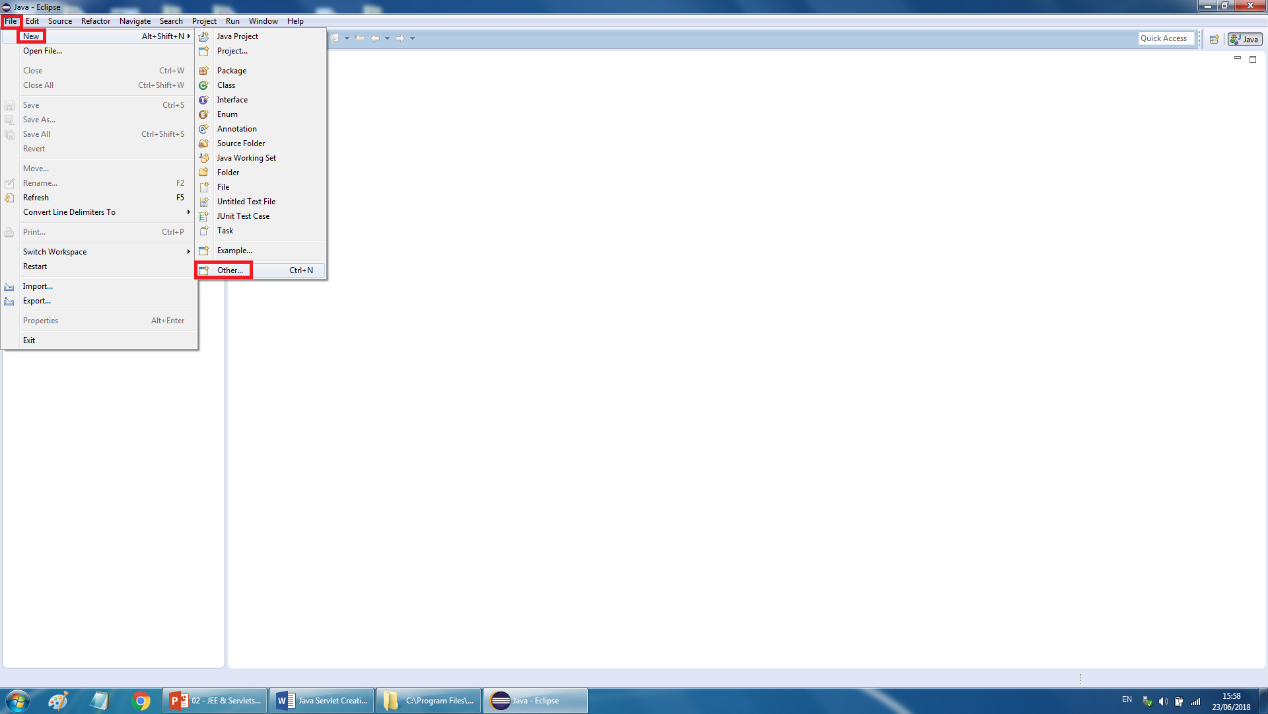 Java - Eclipse
File Edit Source Refactor Navigate Search Project Run Window Help
New Alt+Shift+N
Open File...
Close Ctrl+W
Close All Ctrl+Shift+W
Save Ctrl+S
Save As...
Save All Ctrl+Shift+S
Revert
Move...
Rename... F2
Refresh F5
Convert Line Delimiters To
Print... Ctrl+P
Switch Workspace
Restart
Import...
Export...
Properties Alt+Enter
Exit
Java Project
Project...
Package
Class
Interface
Enum
Annotation
Source Folder
Java Working Set
Folder
File
Untitled Text File
JUnit Test Case
Task
Example...
Other... Ctrl+N
Quick Access
Java
02 - JEE & Servlets...
Java Servlet Creati...
C:\Program Files\...
Java - Eclipse
EN
15:58
23/06/2018